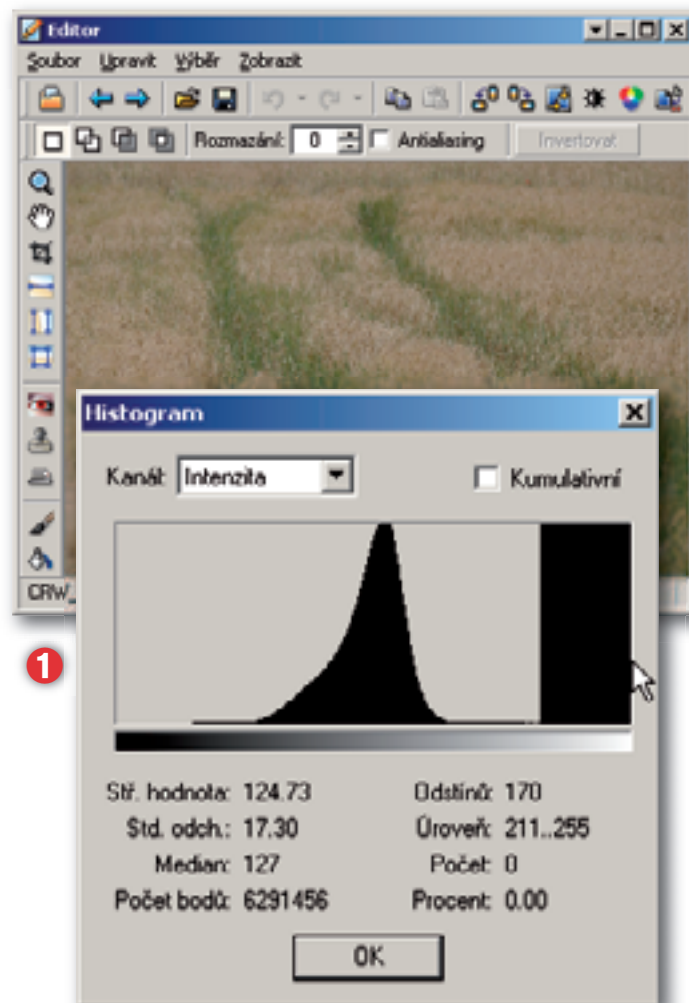 Editor
Soubor Upravit Výběr Zobrazit
Rozmazání: 0 Antialiasing Invertovat
CRW_
Histogram
Kanál: Intenzita Kumulativní
1
Stř. hodnota: 124.73 Odstínů: 170
Std. odch.: 17.30 Úroveň: 211..255
Median: 127 Počet: 0
Počet bodů: 6291456 Procent: 0.00
OK